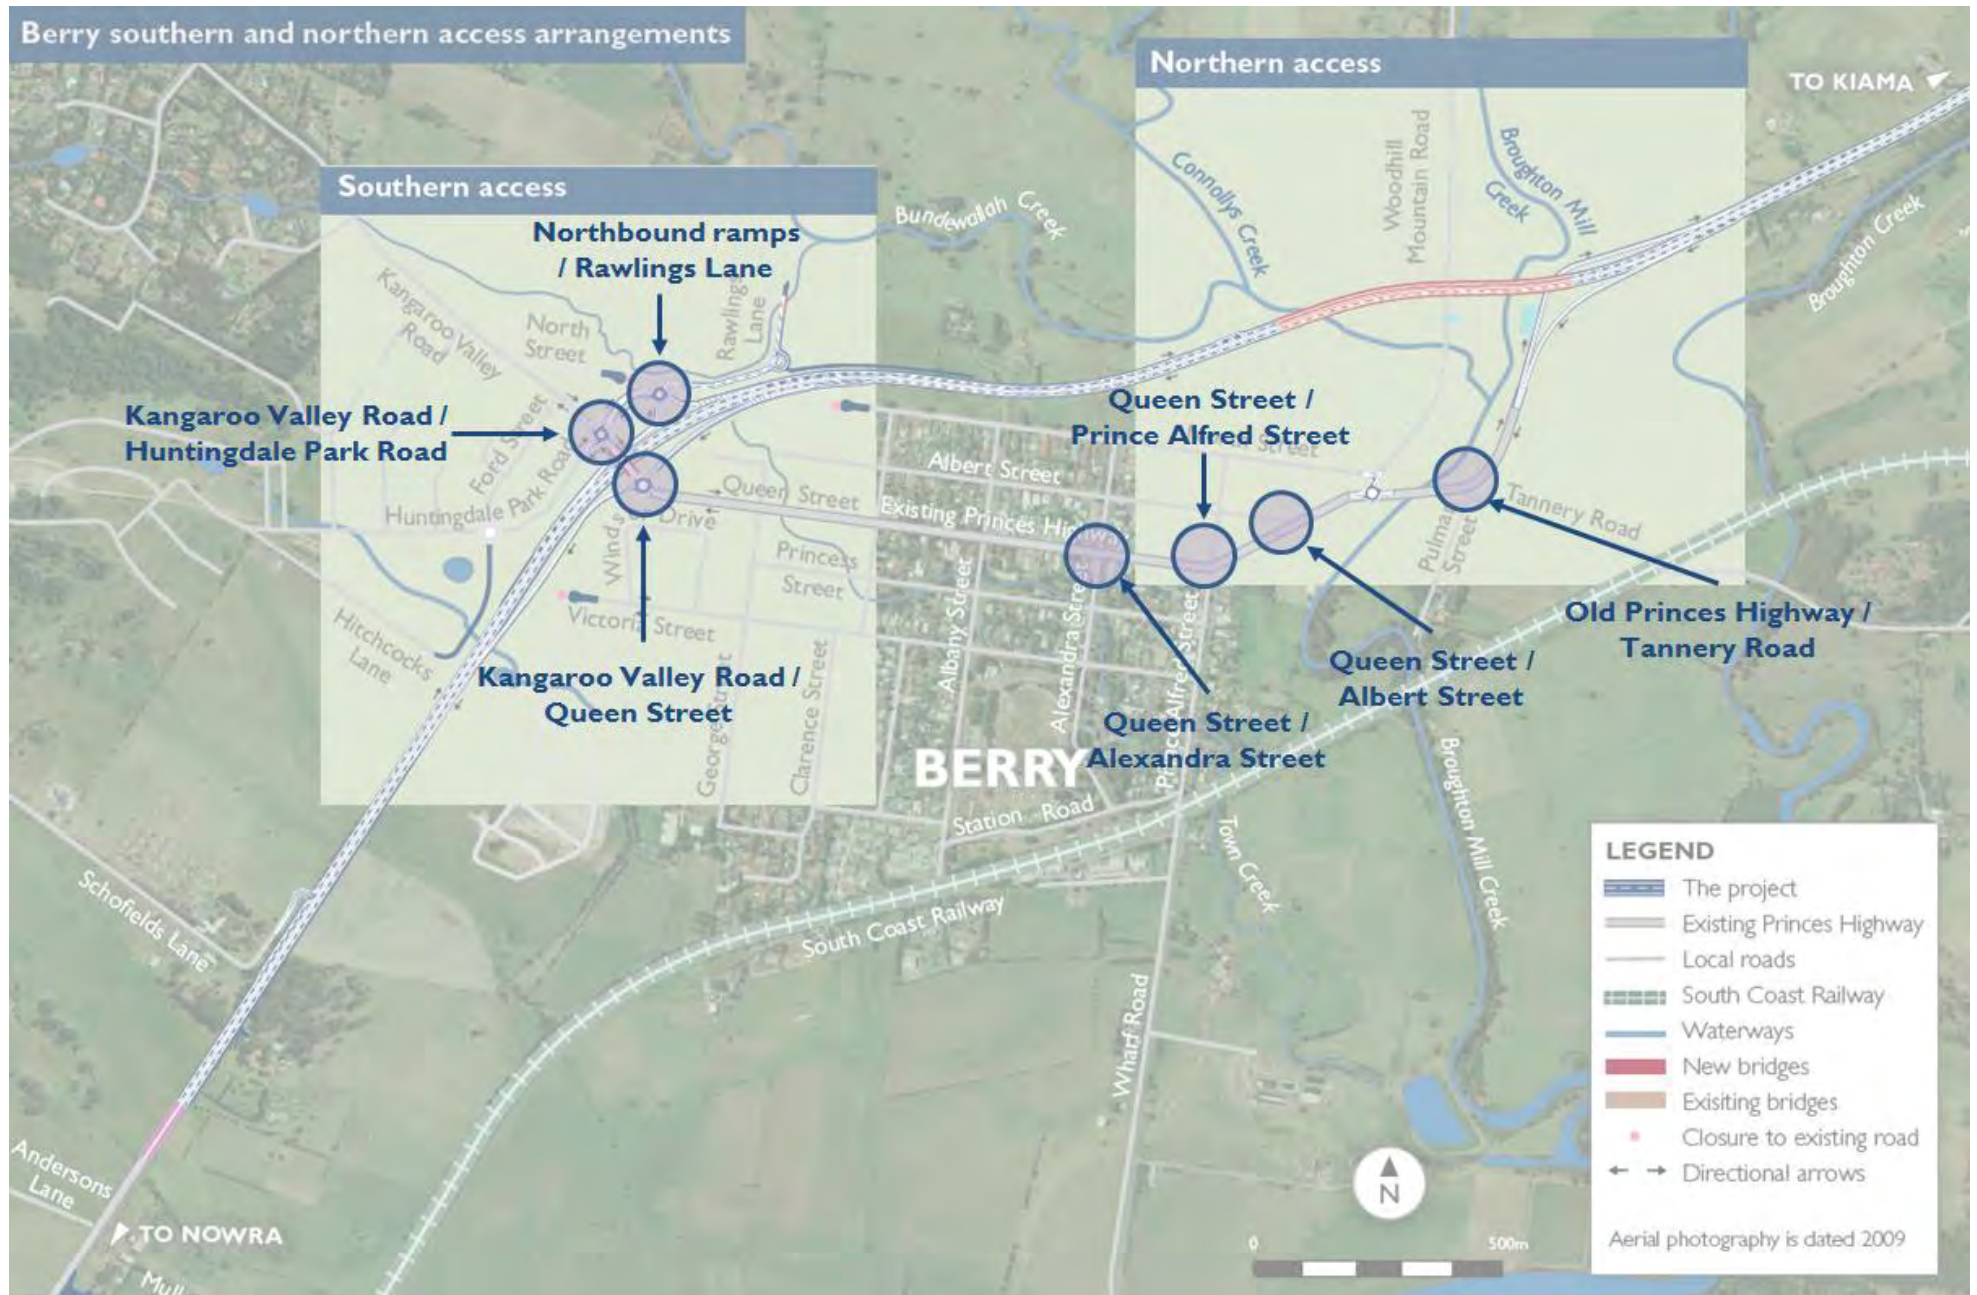 Berry southern and northern access arrangements
Northern access
TO KIAMA
Southern access
Northbound ramps
/ Rawlings Lane
Bundewallah Creek
Connollys Creek
Woodhill
Mountain Road
Broughton Mill
Creek
Broughton Creek
Kangaroo Valley
Road
North
Street
Rawlings
Lane
Kangaroo Valley Road /
Huntingdale Park Road
Ford Street
Huntingdale Park Road
Queen Street /
Prince Alfred Street
Street
Albert Street
Queen Street
Existing Princes Highway
Drive
Princess
Street
Victoria Street
Hitchcocks
Lane
Kangaroo Valley Road /
Queen Street
George Street
Clarence Street
Albany Street
Alexandra Street
Alexandra Street
Prince Alfred Street
Tannery Road
Street
Old Princes Highway /
Tannery Road
Queen Street /
Albert Street
Queen Street /
Alexandra Street
BERRY
Station Road
Town Creek
Broughton Mill Creek
South Coast Railway
Schofields Lane
Wharf Road
Andersons
Lane
TO NOWRA
N
0
500m
LEGEND
The project
Existing Princes Highway
Local roads
South Coast Railway
Waterways
New bridges
Exisiting bridges
Closure to existing road
Directional arrows
Aerial photography is dated 2009